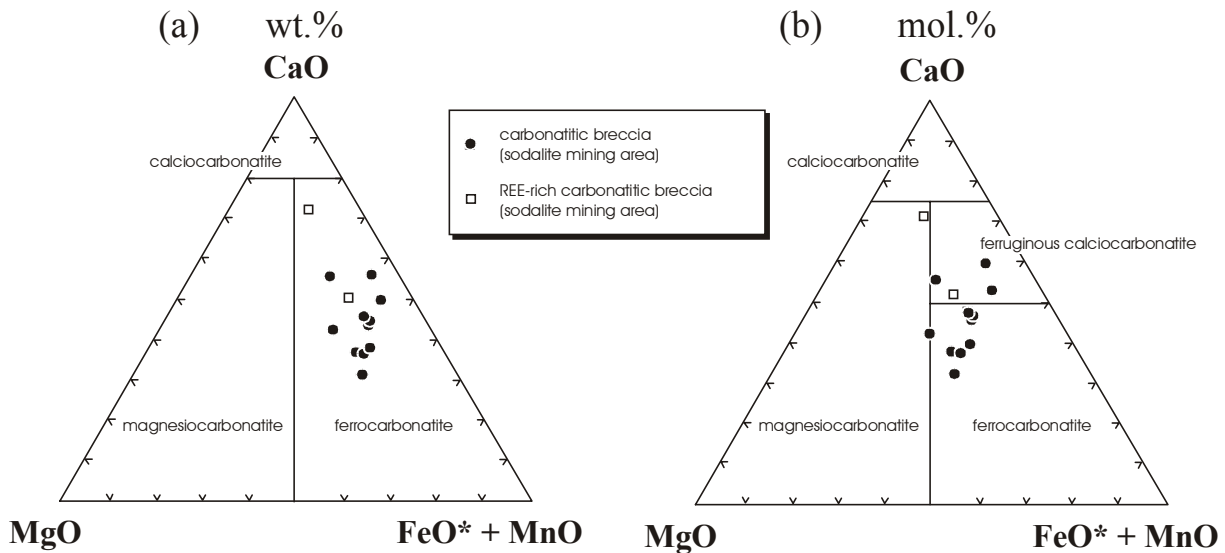 (a) wt.%
CaO
calciocarbonatite
magnesiocarbonatite
ferrocarbonatite
MgO
FeO* + MnO
carbonatitic breccia
(sodalite mining area)
REE-rich carbonatitic breccia
(sodalite mining area)
(b) mol.%
CaO
calciocarbonatite
ferruginous calciocarbonatite
magnesiocarbonatite
ferrocarbonatite
MgO
FeO* + MnO